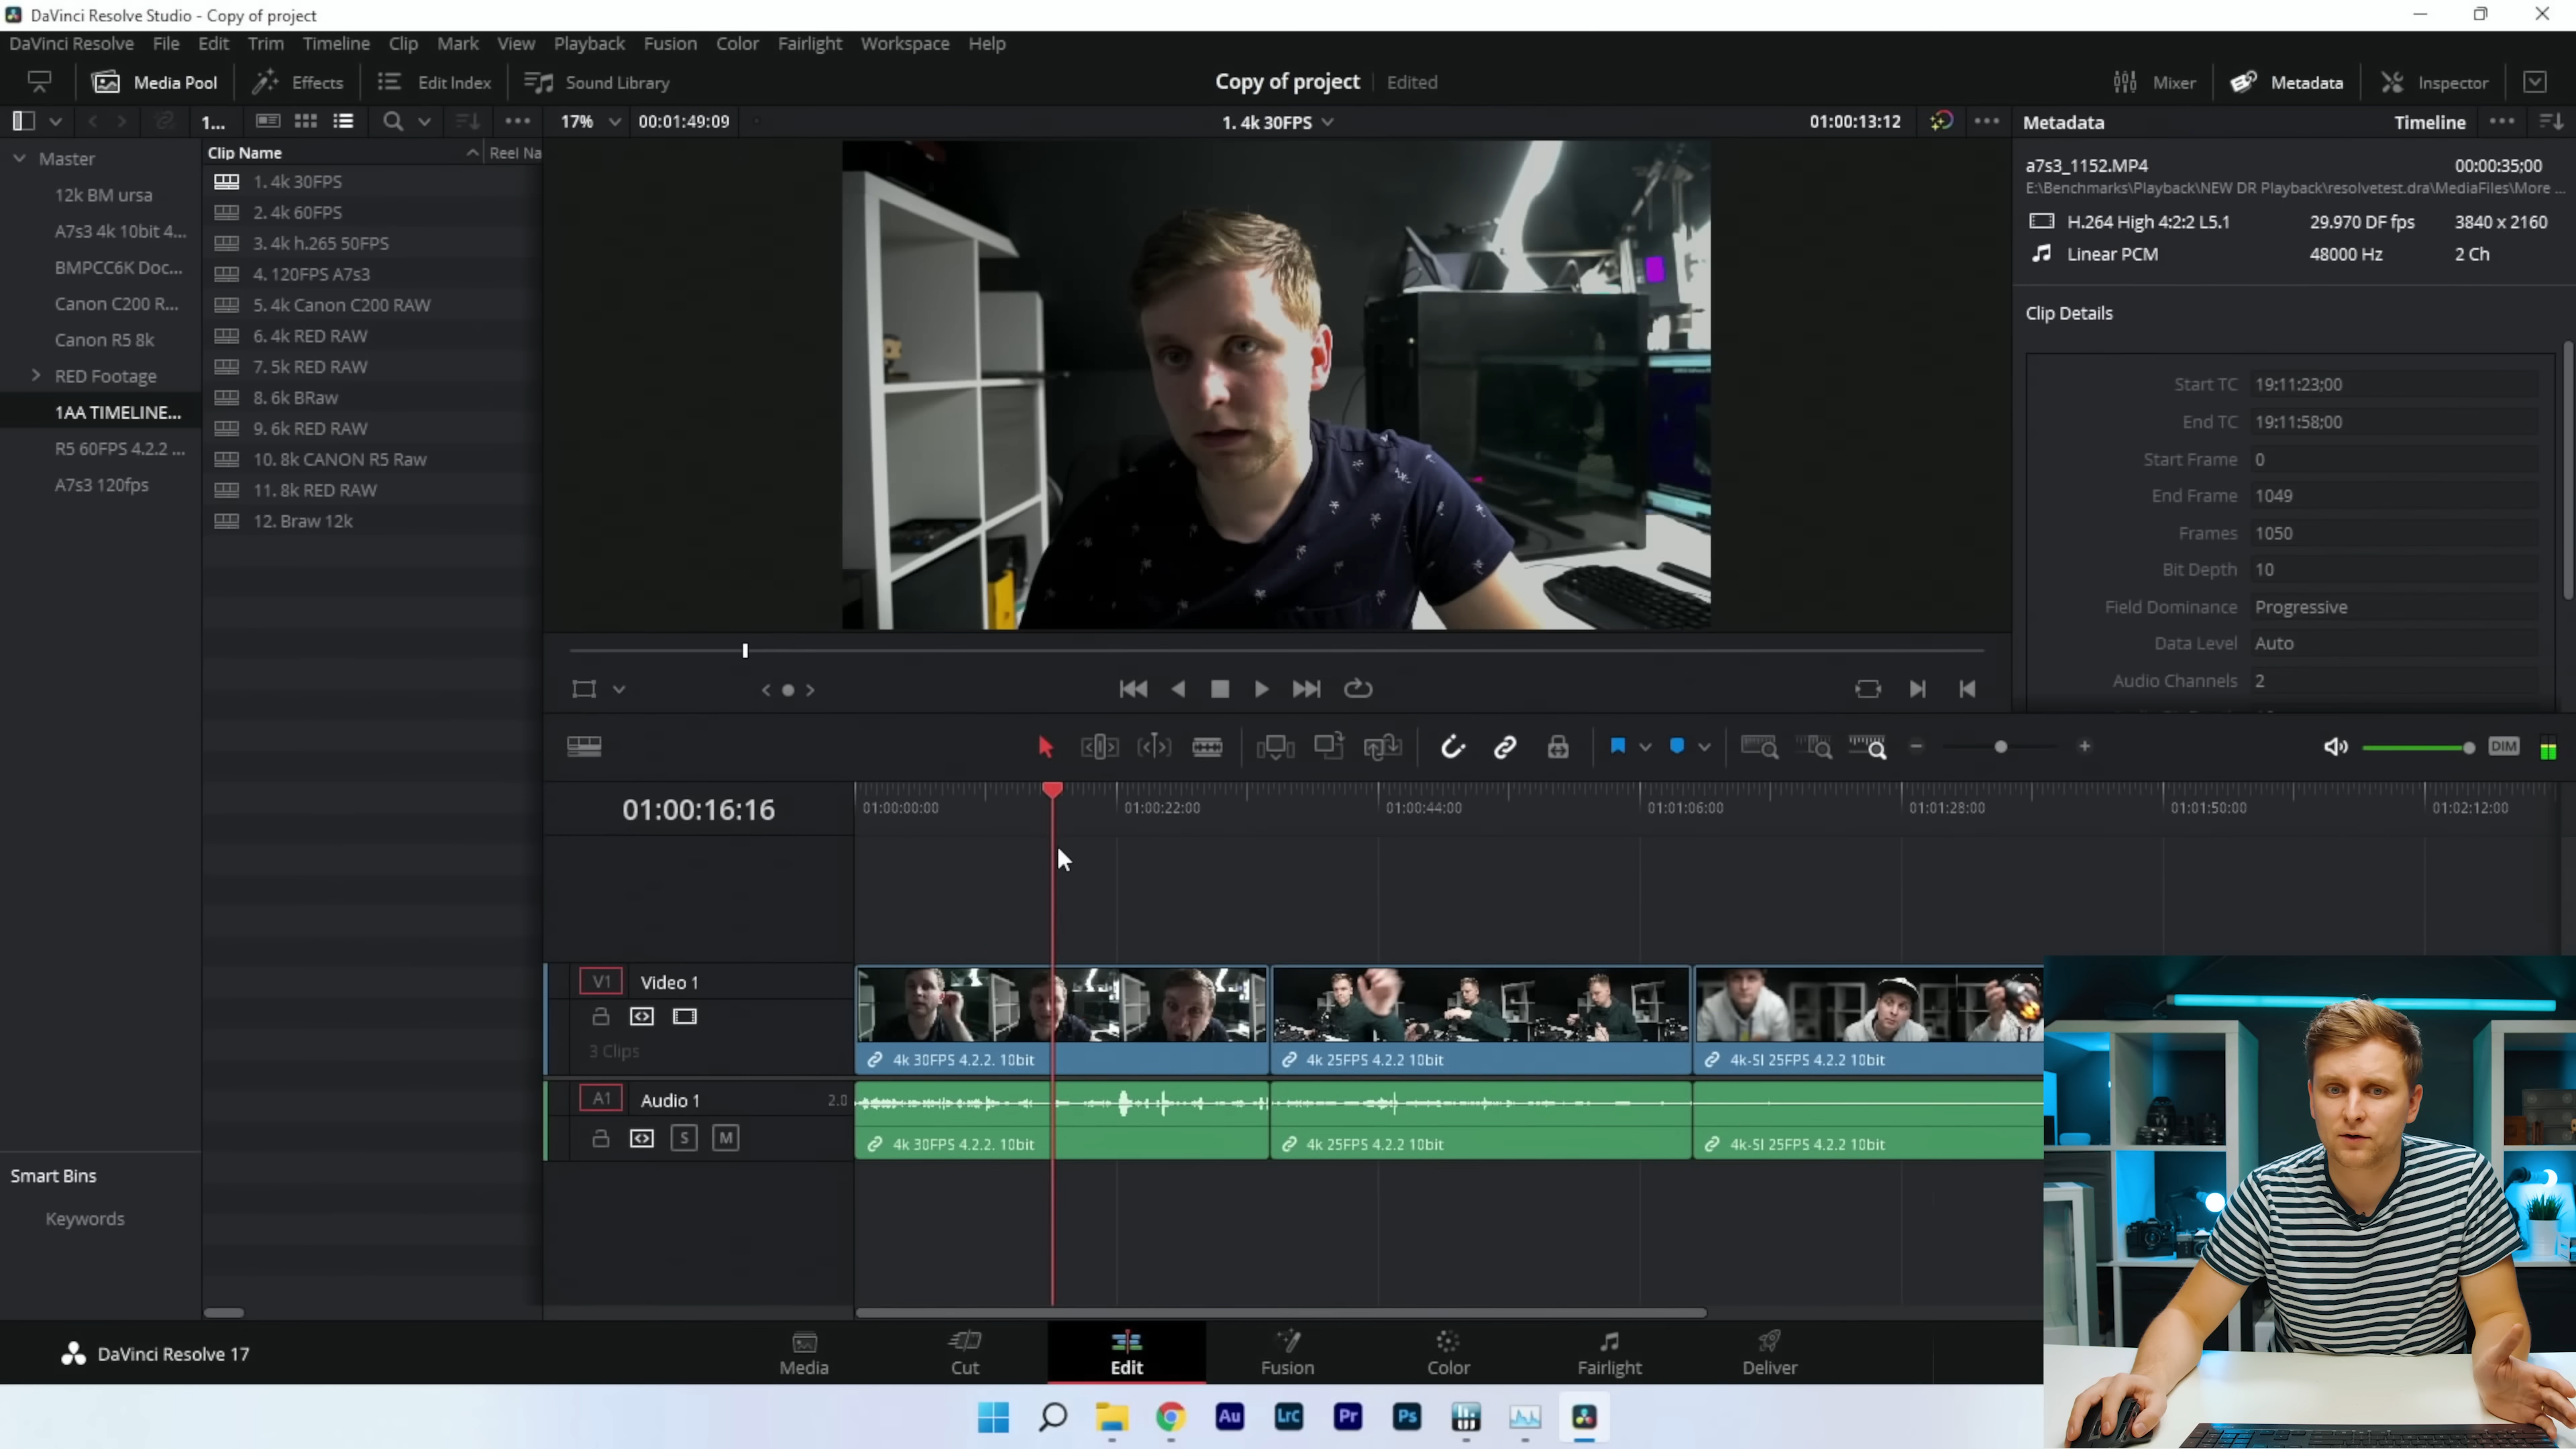 DaVinci Resolve Studio - Copy of project
DaVinci Resolve File Edit Trim Timeline Clip Mark View Playback Fusion Color Fairlight Workspace Help
Media Pool Effects Edit Index Sound Library Copy of project Edited Mixer Metadata Inspector
1... 17% 00:01:49:09 1. 4k 30FPS 01:00:13:12 Metadata Timeline
Master
12k BM ursa
A7s3 4k 10bit 4...
BMPCC6K Doc...
Canon C200 R...
Canon R5 8k
RED Footage
1AA TIMELINE...
R5 60FPS 4.2.2 ...
A7s3 120fps
Smart Bins
Keywords
Clip Name Reel Na
1. 4k 30FPS
2. 4k 60FPS
3. 4k h.265 50FPS
4. 120FPS A7s3
5. 4k Canon C200 RAW
6. 4k RED RAW
7. 5k RED RAW
8. 6k BRaw
9. 6k RED RAW
10. 8k CANON R5 Raw
11. 8k RED RAW
12. Braw 12k
a7s3_1152.MP4 00:00:35;00
E:\Benchmarks\Playback\NEW DR Playback\resolvetest.dra\MediaFiles\More ...
H.264 High 4:2:2 L5.1 29.970 DF fps 3840 x 2160
Linear PCM 48000 Hz 2 Ch
Clip Details
Start TC 19:11:23;00
End TC 19:11:58;00
Start Frame 0
End Frame 1049
Frames 1050
Bit Depth 10
Field Dominance Progressive
Data Level Auto
Audio Channels 2
DIM
01:00:16:16 01:00:00:00 01:00:22:00 01:00:44:00 01:01:06:00 01:01:28:00 01:01:50:00 01:02:12:00
V1 Video 1
3 Clips
4k 30FPS 4.2.2. 10bit 4k 25FPS 4.2.2 10bit 4k-SI 25FPS 4.2.2 10bit
A1 Audio 1 2.0
S M
4k 30FPS 4.2.2. 10bit 4k 25FPS 4.2.2 10bit 4k-SI 25FPS 4.2.2 10bit
DaVinci Resolve 17
Media Cut Edit Fusion Color Fairlight Deliver
Au LrC Pr Ps